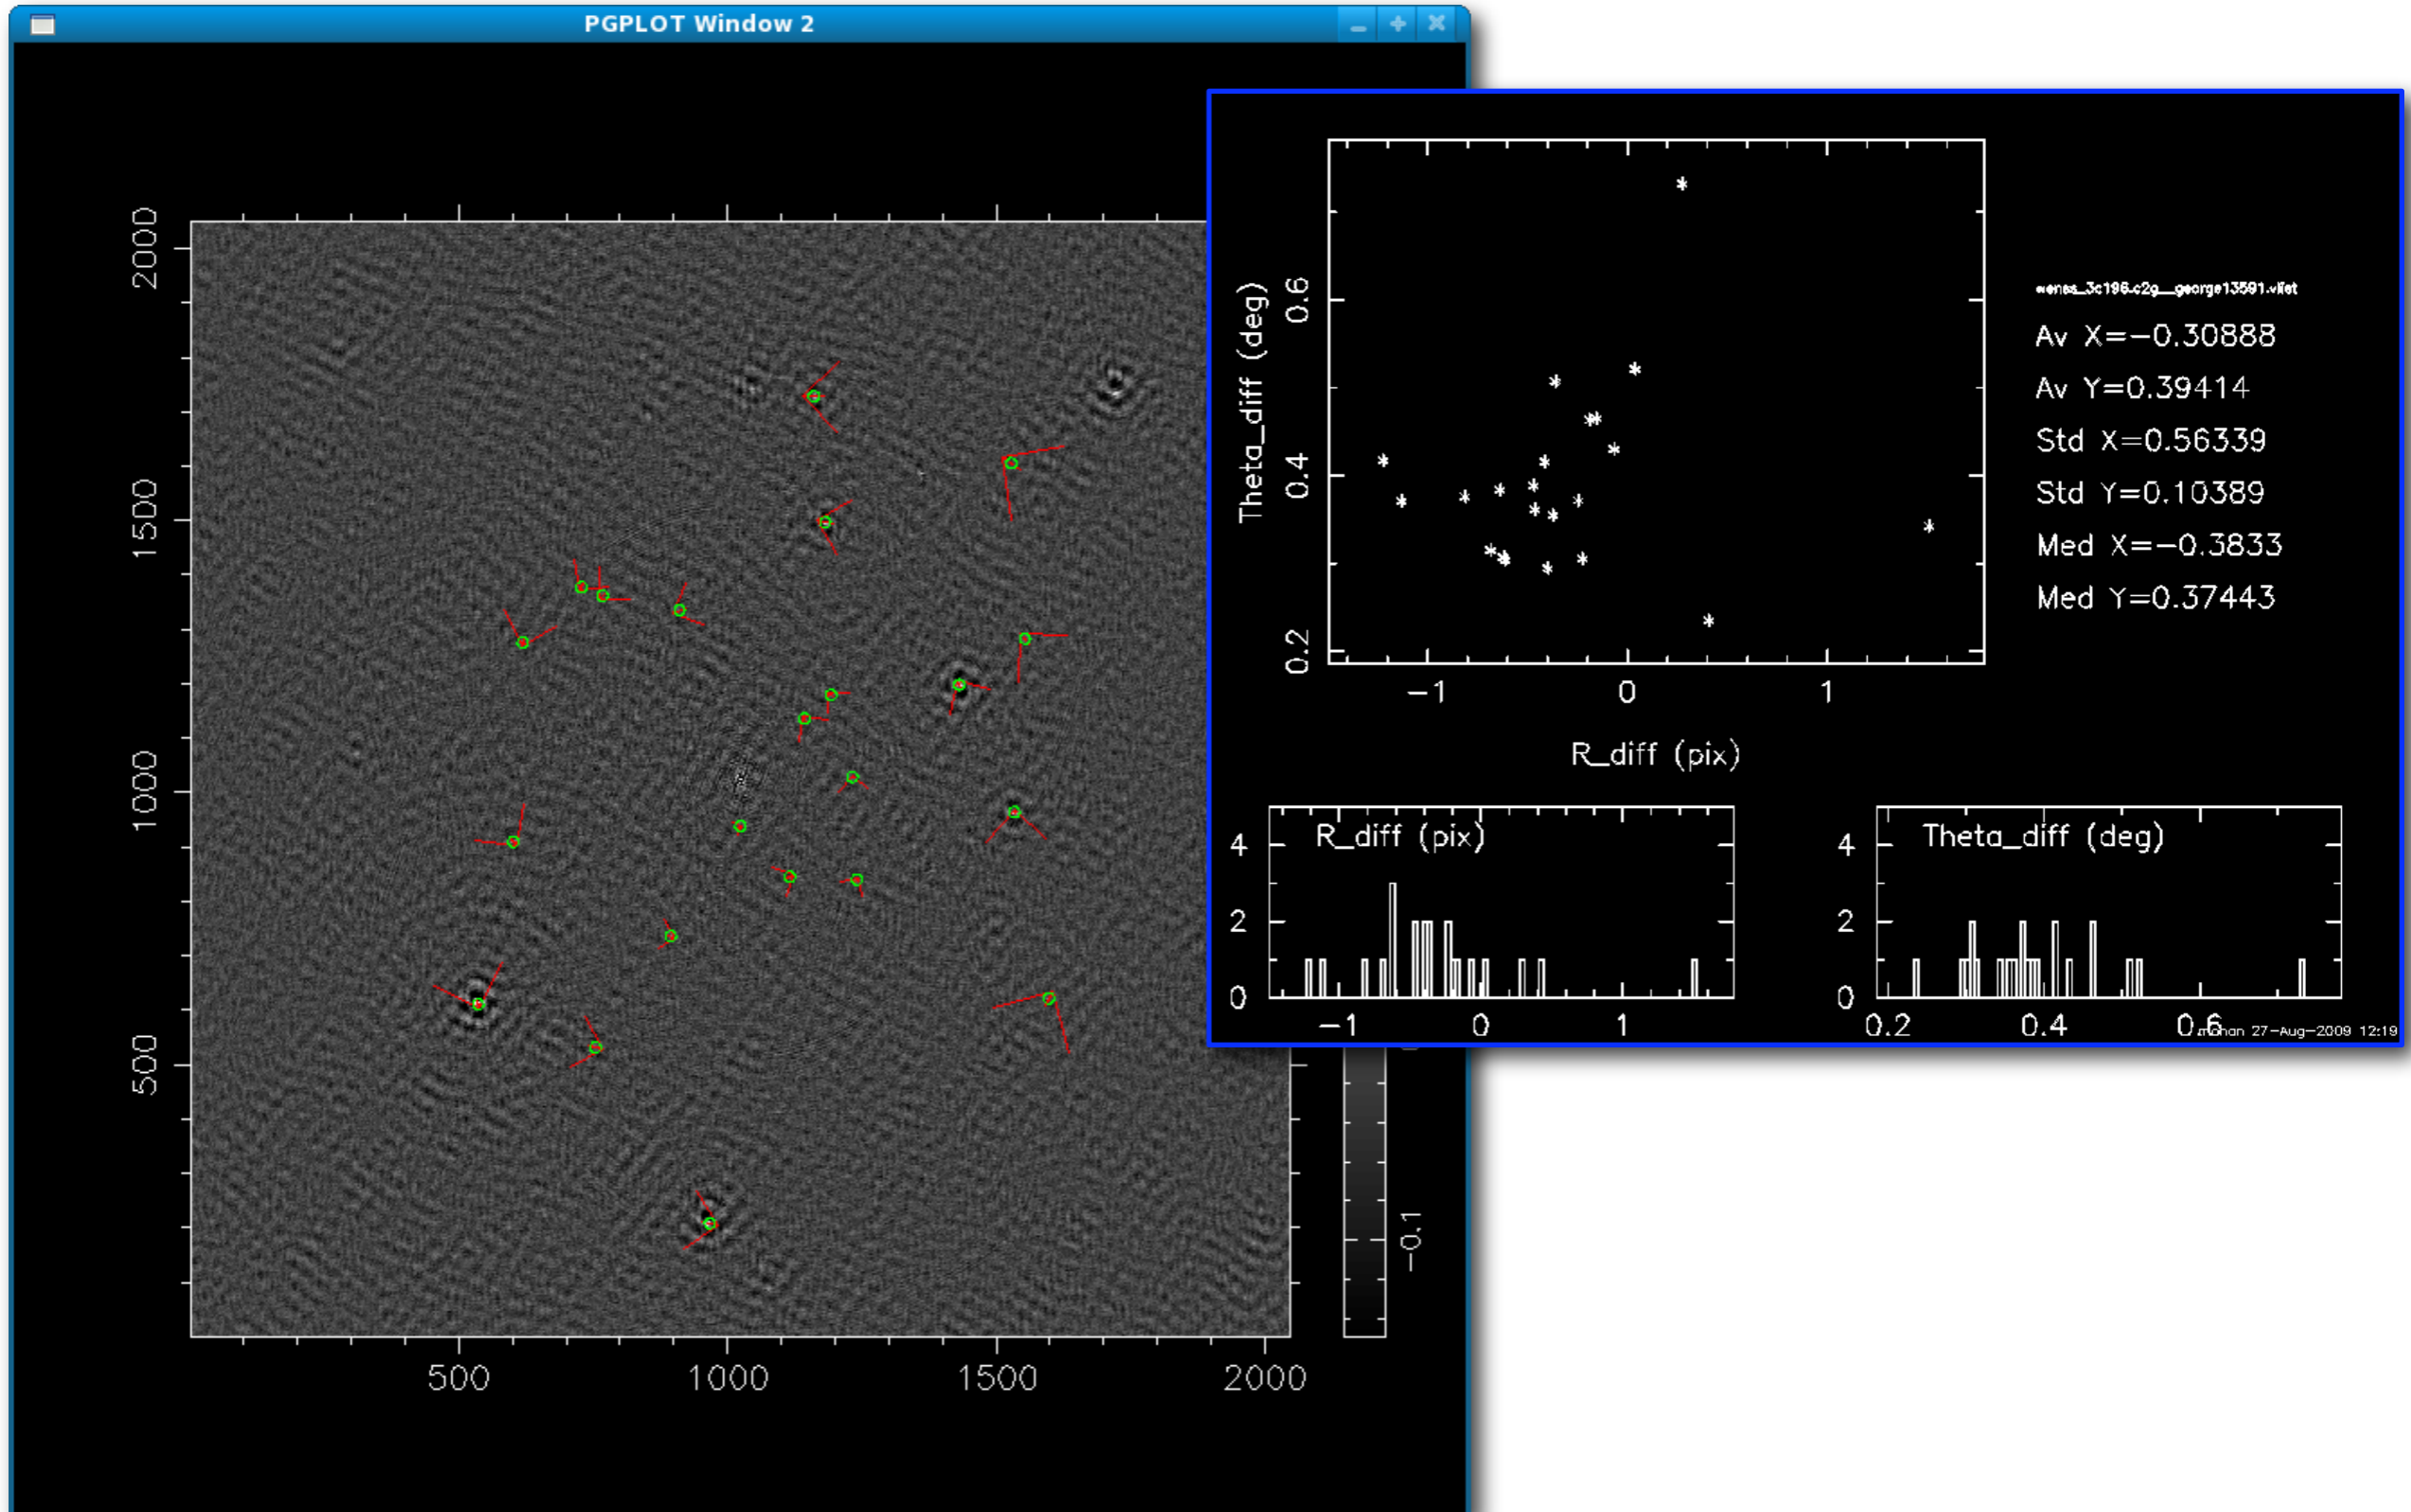 PGPLOT Window 2
2000
1500
1000
500
500 1000 1500 2000
-0.1
Theta_diff (deg)
0.6
0.4
0.2
-1 0 1
R_diff (pix)
Av X=-0.30888
Av Y=0.39414
Std X=0.56339
Std Y=0.10389
Med X=-0.3833
Med Y=0.37443
R_diff (pix)
4
2
0
-1 0 1
Theta_diff (deg)
4
2
0
0.2 0.4 0.6
27-Aug-2009 12:19